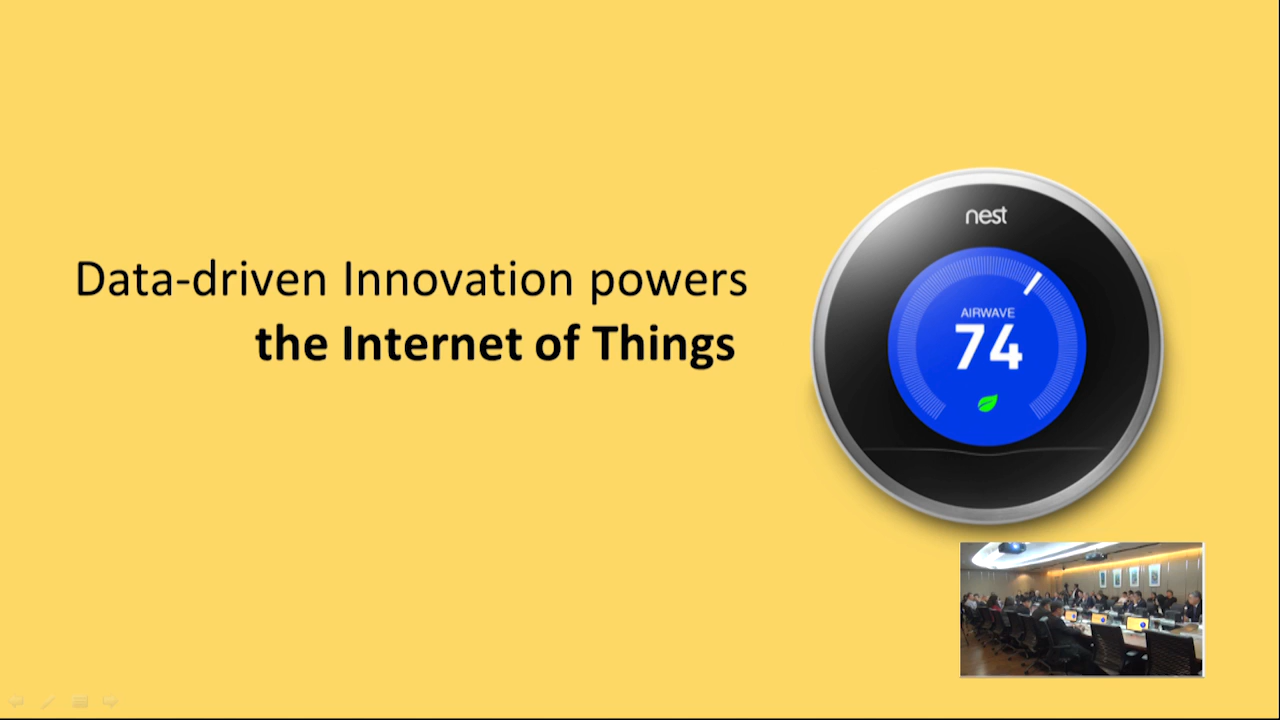 Data-driven Innovation powers
the Internet of Things
nest
AIRWAVE
74